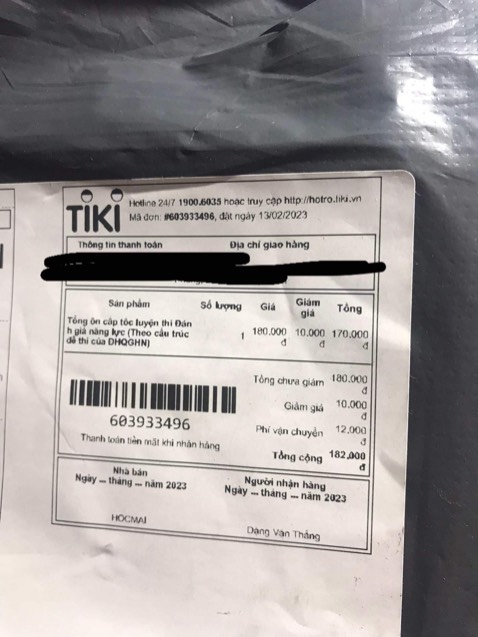 TIKI
Hotline 24/7 1900.6035 hoặc truy cập http://hotro.tiki.vn
Mã đơn: #603933496, đặt ngày 13/02/2023
Thông tin thanh toán Địa chỉ giao hàng
Sản phẩm Số lượng Giá Giảm giá Tổng
Tổng ôn cấp tốc luyện thi Đán
h giá năng lực (Theo cấu trúc
đề thi của ĐHQGHN) 1 180.000 đ 10.000 đ 170.000 đ
Tổng chưa giảm 180.000 đ
Giảm giá 10.000 đ
Phí vận chuyển 12.000 đ
Tổng cộng 182.000 đ
603933496
Thanh toán tiền mặt khi nhận hàng
Nhà bán
Ngày ... tháng ... năm 2023
HOCMAI
Người nhận hàng
Ngày ... tháng ... năm 2023
Dang Van Thắng